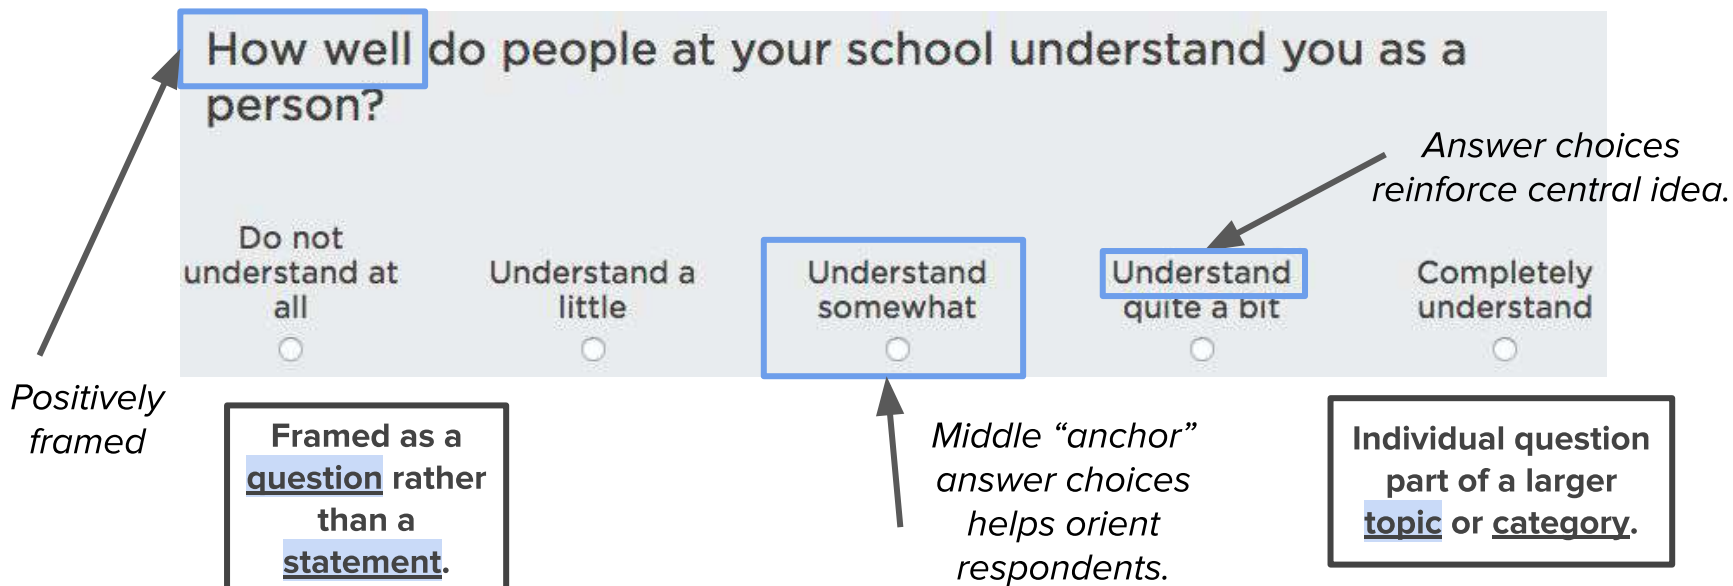 How well do people at your school understand you as a
person?
Answer choices
reinforce central idea.
Do not
understand at
all
Understand a
little
Understand
somewhat
Understand
quite a bit
Completely
understand
Positively
framed
Framed as a
question rather
than a
statement.
Middle “anchor”
answer choices
helps orient
respondents.
Individual question
part of a larger
topic or category.